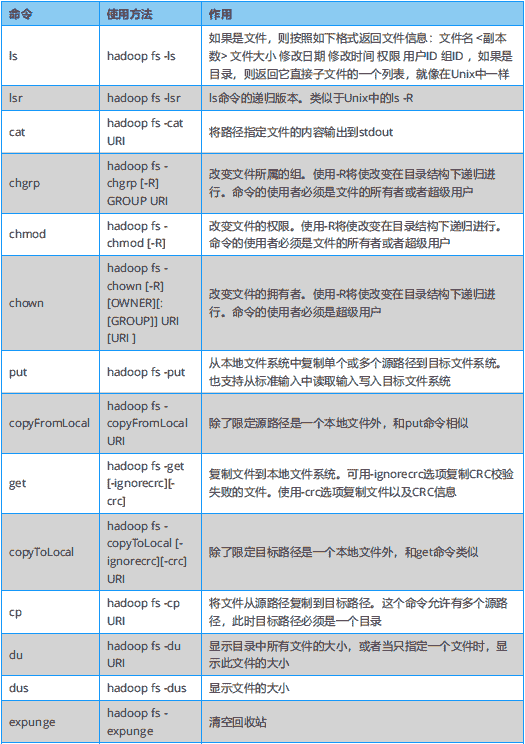 命令 使用方法 作用
ls hadoop fs -ls 如果是文件，则按照如下格式返回文件信息：文件名 <副本
数> 文件大小 修改日期 修改时间 权限 用户ID 组ID ，如果是
目录，则返回它直接子文件的一个列表，就像在Unix中一样
lsr hadoop fs -lsr ls命令的递归版本。类似于Unix中的ls -R
cat hadoop fs -cat
URI 将路径指定文件的内容输出到stdout
chgrp hadoop fs -
chgrp [-R]
GROUP URI 改变文件所属的组。使用-R将使改变在目录结构下递归进
行。命令的使用者必须是文件的所有者或者超级用户
chmod hadoop fs -
chmod [-R] 改变文件的权限。使用-R将使改变在目录结构下递归进行。
命令的使用者必须是文件的所有者或者超级用户
chown hadoop fs -
chown [-R]
[OWNER][:
[GROUP]] URI
[URI ] 改变文件的拥有者。使用-R将使改变在目录结构下递归进
行。命令的使用者必须是超级用户
put hadoop fs -put 从本地文件系统中复制单个或多个源路径到目标文件系统。
也支持从标准输入中读取输入写入目标文件系统
copyFromLocal hadoop fs -
copyFromLocal
URI 除了限定源路径是一个本地文件外，和put命令相似
get hadoop fs -get
[-ignorecrc][-
crc] 复制文件到本地文件系统。可用-ignorecrc选项复制CRC校验
失败的文件。使用-crc选项复制文件以及CRC信息
copyToLocal hadoop fs -
copyToLocal [-
ignorecrc][-crc]
URI 除了限定目标路径是一个本地文件外，和get命令类似
cp hadoop fs -cp
URI 将文件从源路径复制到目标路径。这个命令允许有多个源路
径，此时目标路径必须是一个目录
du hadoop fs -du
URI 显示目录中所有文件的大小，或者当只指定一个文件时，显
示此文件的大小
dus hadoop fs -dus 显示文件的大小
expunge hadoop fs -
expunge 清空回收站